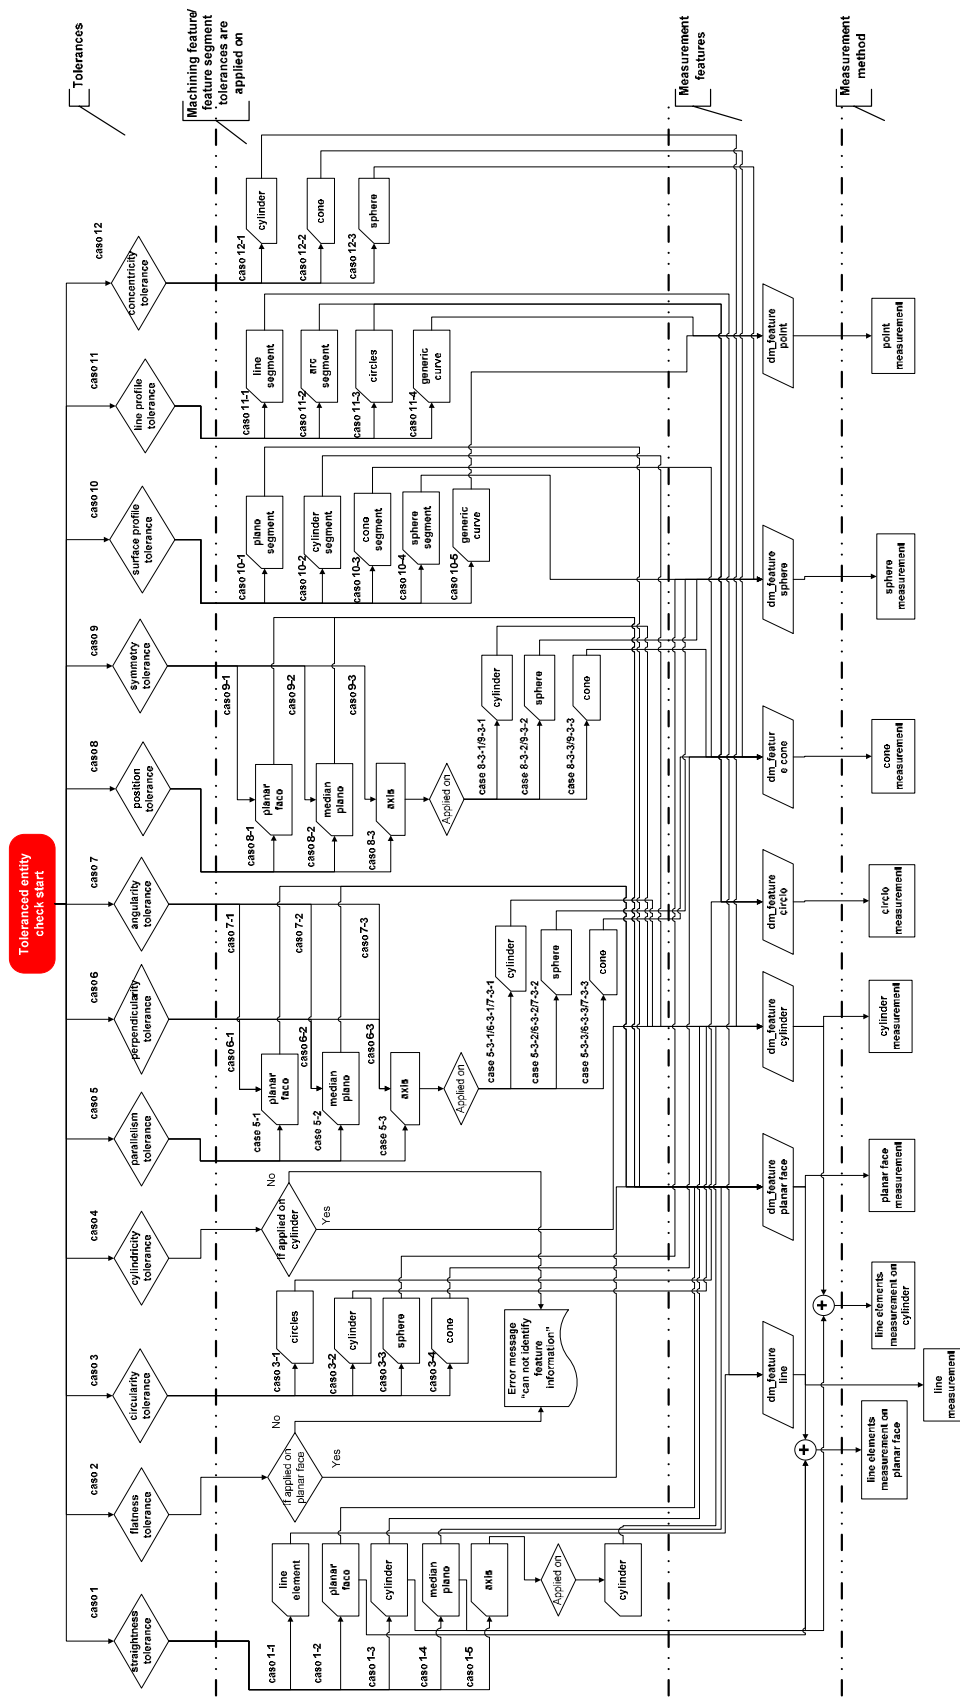 Toleranced entity
check start
Tolerances
caso 1
caso 2
caso 3
caso 4
caso 5
caso 6
caso 7
caso 8
caso 9
caso 10
caso 11
caso 12
straightness
tolerance
flatness
tolerance
circularity
tolerance
cylindricity
tolerance
parallelism
tolerance
perpendicularity
tolerance
angularity
tolerance
position
tolerance
symmetry
tolerance
surface profile
tolerance
line profile
tolerance
concentricity
tolerance
Machining feature/
feature segment
tolerances are
applied on
caso 1-1
line
element
caso 1-2
planar
faco
caso 1-3
cylinder
caso 1-4
median
plano
caso 1-5
axis
Applied on
cylinder
If applied on
planar face
No
Yes
caso 3-1
circles
caso 3-2
cylinder
caso 3-3
sphere
caso 3-4
cono
Error message
"can not identify
feature
information"
If applied on
cylinder
No
Yes
case 5-1
caso 6-1
caso 7-1
planar
faco
case 5-2
caso 6-2
caso 7-2
median
plano
case 5-3
caso 6-3
caso 7-3
axis
Applied on
case 5-3-1/6-3-1/7-3-1
cylinder
case 5-3-2/6-3-2/7-3-2
sphere
case 5-3-3/6-3-3/7-3-3
cono
caso 8-1
caso 9-1
planar
faco
caso 8-2
caso 9-2
median
plano
caso 8-3
caso 9-3
axis
Applied on
case 8-3-1/9-3-1
cylinder
case 8-3-2/9-3-2
sphere
case 8-3-3/9-3-3
cono
caso 10-1
plano
segment
caso 10-2
cylinder
segment
caso 10-3
cono
segment
caso 10-4
sphere
segment
caso 10-5
generic
curve
caso 11-1
line
segment
caso 11-2
arc
segment
caso 11-3
circles
caso 11-4
generic
curve
caso 12-1
cylinder
caso 12-2
cono
caso 12-3
sphere
Measurement
features
dm_feature
line
dm_feature
planar face
dm_feature
cylinder
dm_feature
circlo
dm_featur
e cono
dm_feature
sphere
dm_feature
point
Measurement
method
line elements
measurement on
planar face
line
measurement
line elements
measurement on
cylinder
planar face
measurement
cylinder
measurement
circlo
measurement
cono
measurement
sphere
measurement
point
measurement